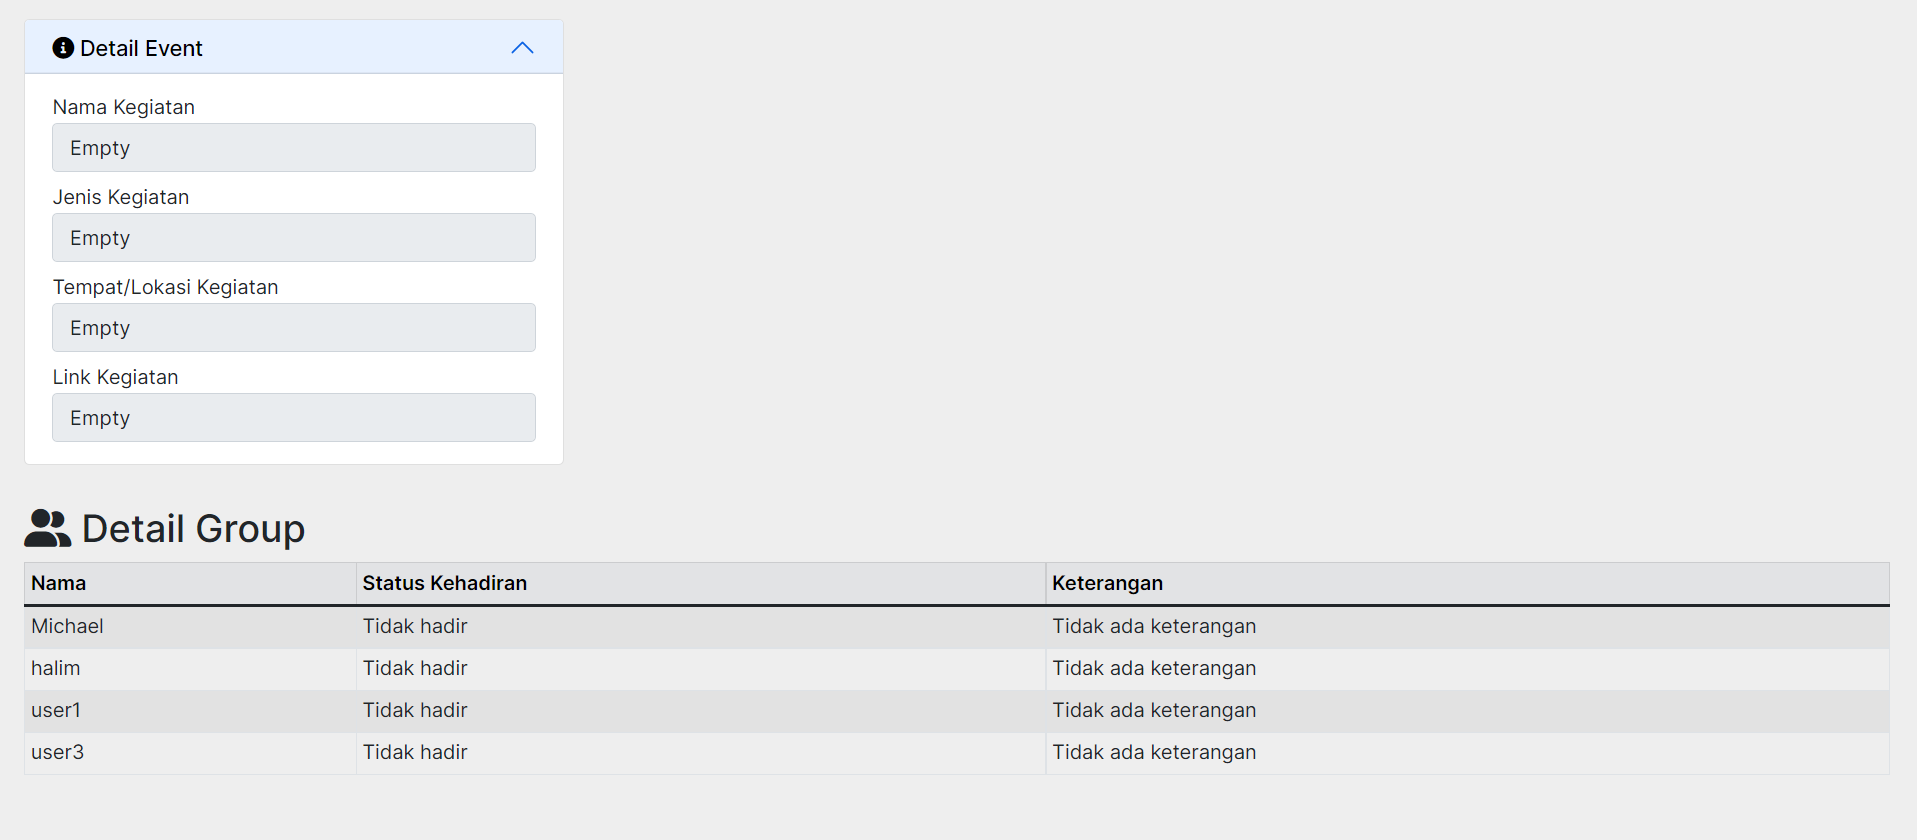 Detail Event
Nama Kegiatan
Empty
Jenis Kegiatan
Empty
Tempat/Lokasi Kegiatan
Empty
Link Kegiatan
Empty
Detail Group
Nama Status Kehadiran Keterangan
Michael Tidak hadir Tidak ada keterangan
halim Tidak hadir Tidak ada keterangan
user1 Tidak hadir Tidak ada keterangan
user3 Tidak hadir Tidak ada keterangan